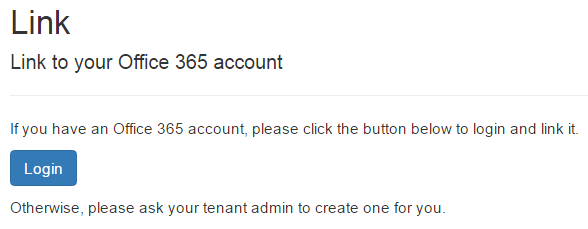 Link
Link to your Office 365 account
If you have an Office 365 account, please click the button below to login and link it.
Login
Otherwise, please ask your tenant admin to create one for you.